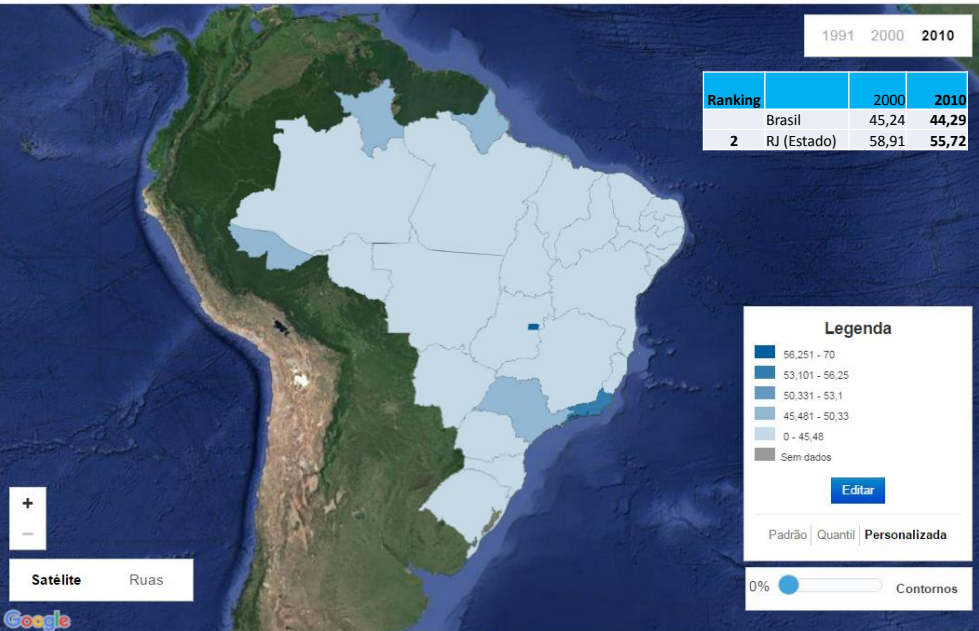 1991 2000 2010
Ranking 2000 2010
Brasil 45,24 44,29
2 RJ (Estado) 58,91 55,72
Legenda
56,251 - 70
53,101 - 56,25
50,331 - 53,1
45,481 - 50,33
0 - 45,48
Sem dados
Editar
Padrão Quantil Personalizada
+
−
Satélite Ruas
0% Contornos
Google